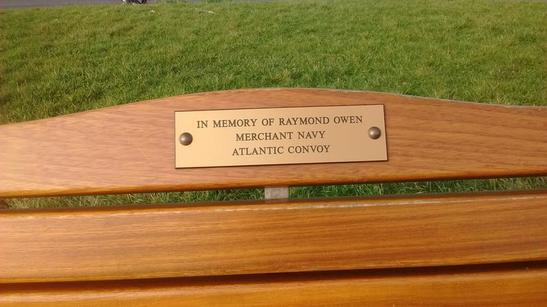 IN MEMORY OF RAYMOND OWEN
MERCHANT NAVY
ATLANTIC CONVOY